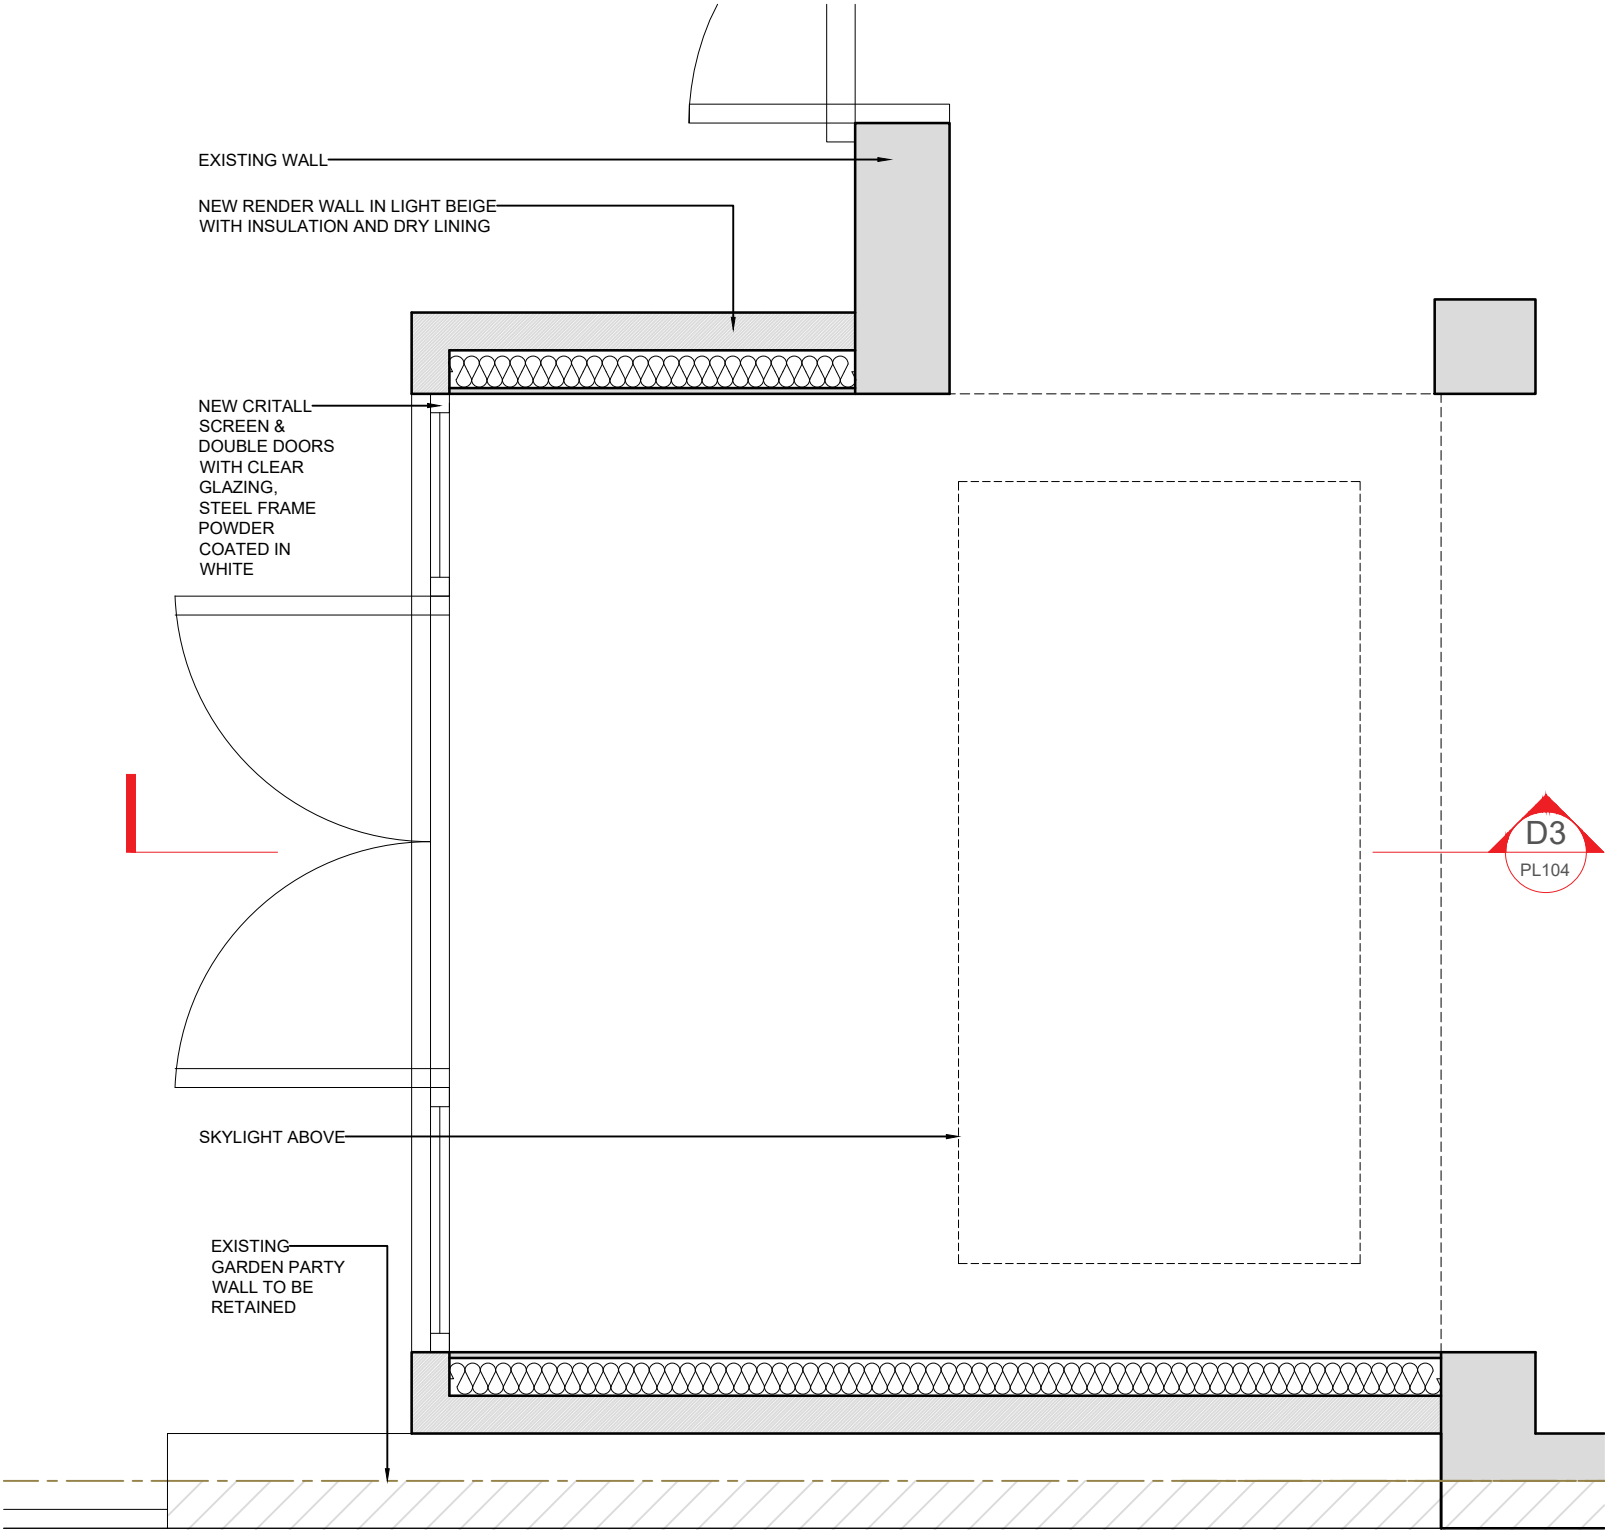 EXISTING WALL
NEW RENDER WALL IN LIGHT BEIGE
WITH INSULATION AND DRY LINING
NEW CRITALL
SCREEN &
DOUBLE DOORS
WITH CLEAR
GLAZING,
STEEL FRAME
POWDER
COATED IN
WHITE
D3
PL104
SKYLIGHT ABOVE
EXISTING
GARDEN PARTY
WALL TO BE
RETAINED